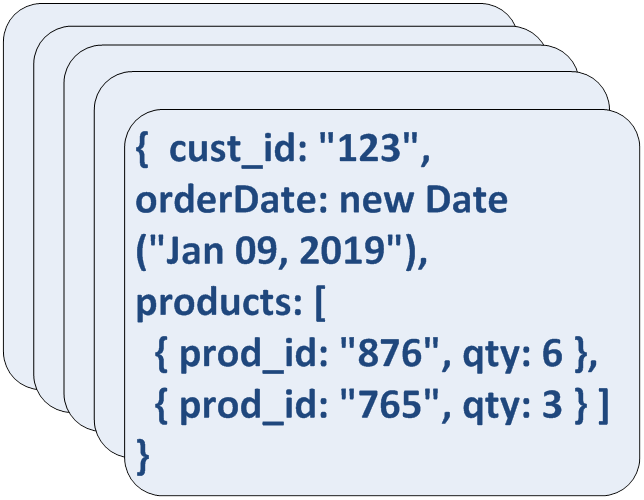 {  cust_id: "123",
orderDate: new Date
("Jan 09, 2019"),
products: [
  { prod_id: "876", qty: 6 },
  { prod_id: "765", qty: 3 } ]
}